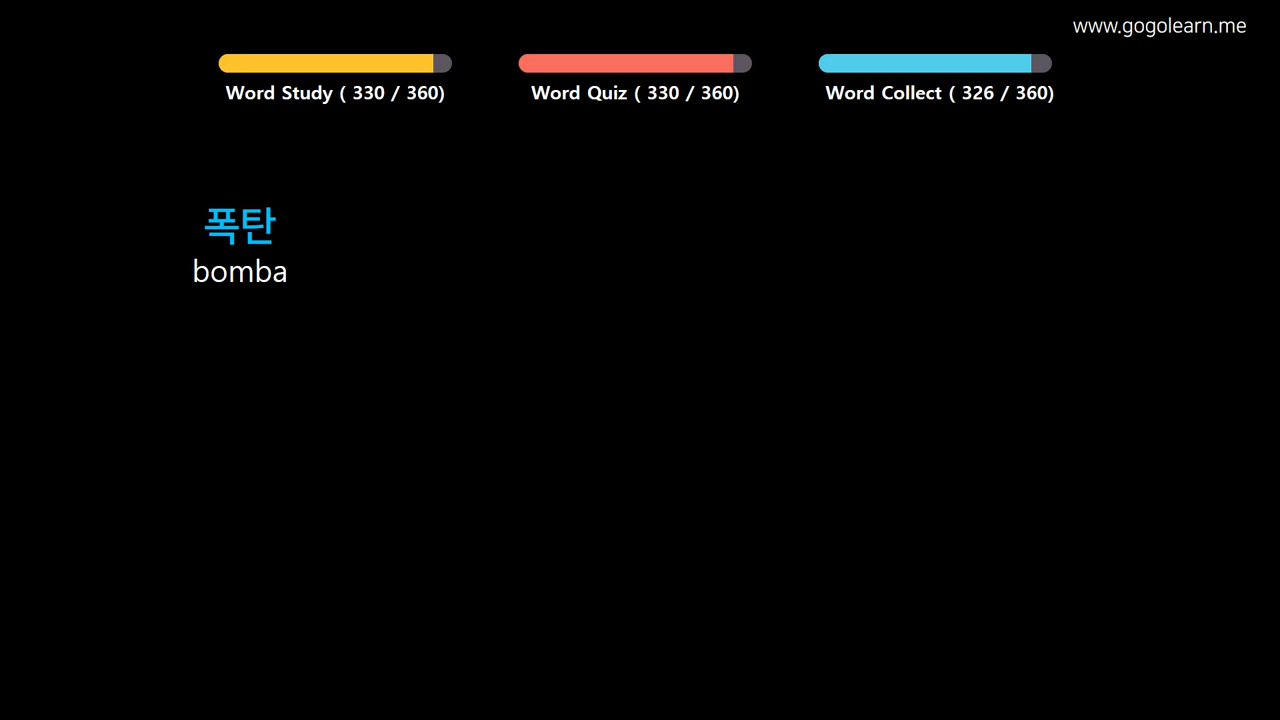 www.gogolearn.me
Word Study ( 330 / 360)
Word Quiz ( 330 / 360)
Word Collect ( 326 / 360)
폭탄
bomba